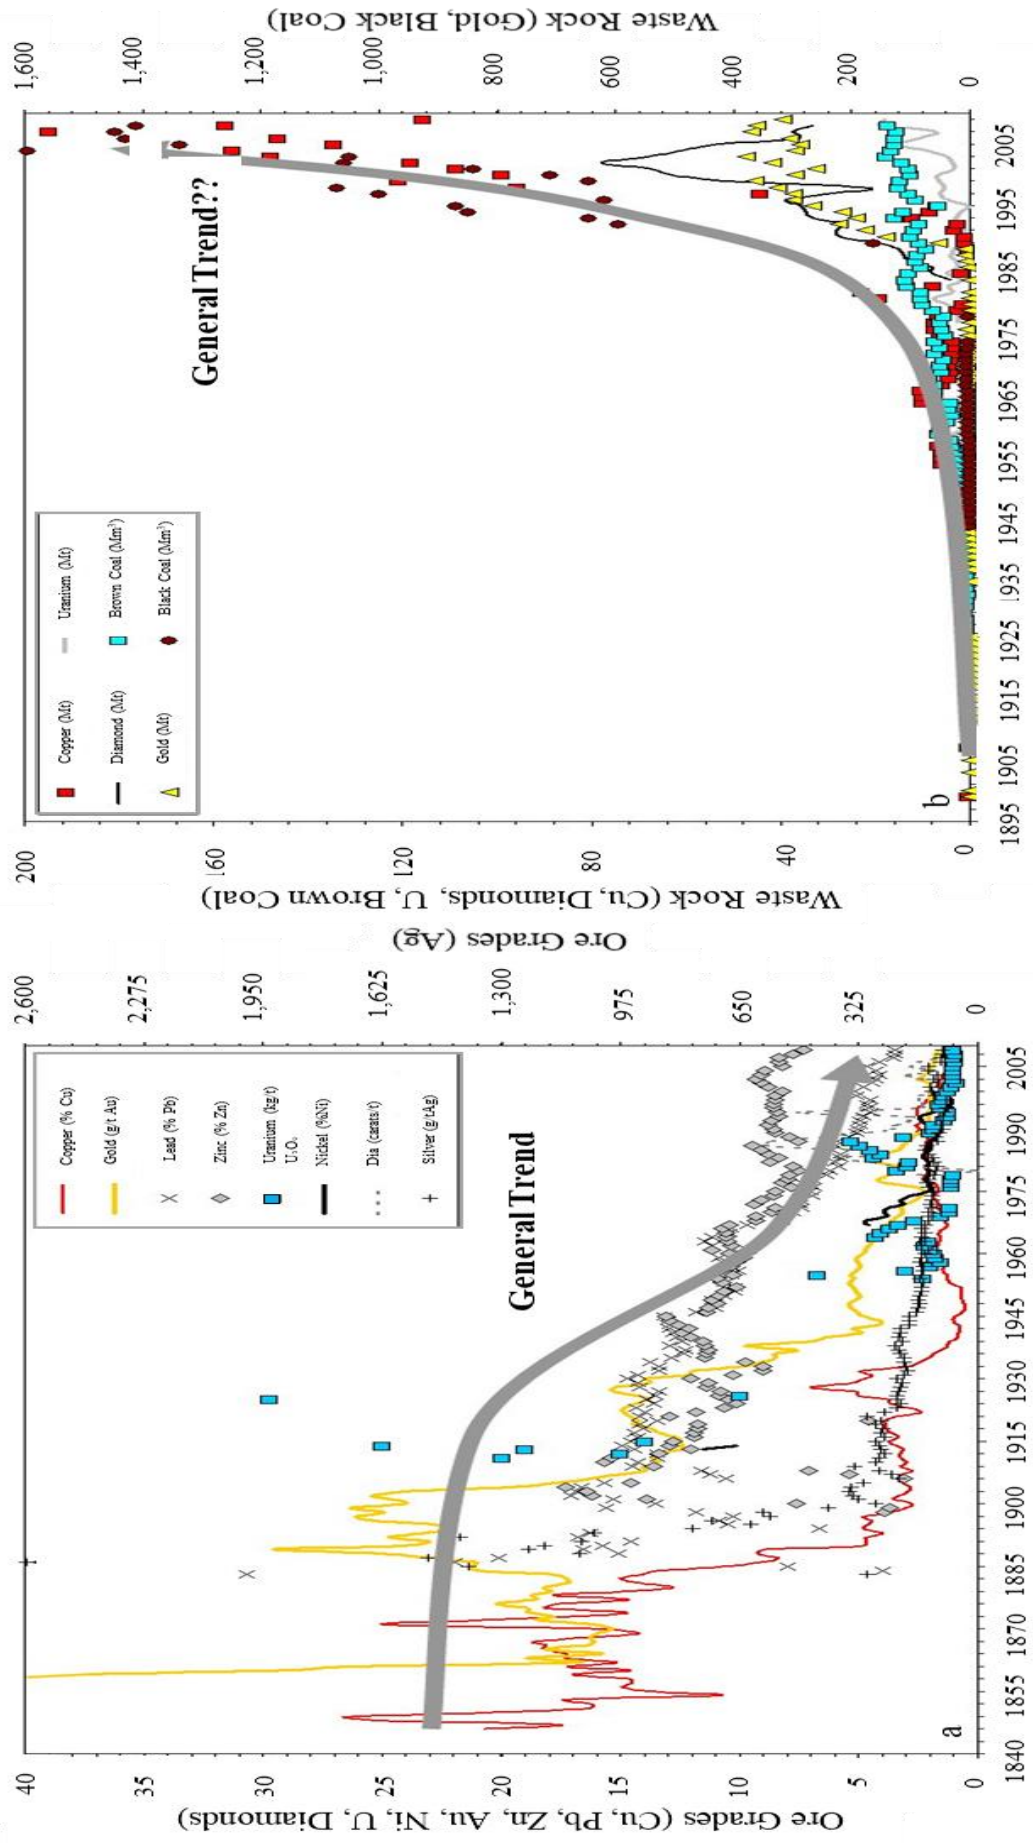 Ore Grades (Cu, Pb, Zn, Au, Ni, U, Diamonds)
40
35
30
25
20
15
10
5
0
Copper (% Cu)
Gold (g/t Au)
Lead (% Pb)
Zinc (% Zn)
Uranium (kg/t)
Nickel (%Ni)
Dia (carats/t)
Silver (g/tAg)
General Trend
a
1840
1855
1870
1885
1900
1915
1930
1945
1960
1975
1990
2005
2,600
2,275
1,950
1,625
1,300
975
650
325
0
Ore Grades (Ag)
Waste Rock (Cu, Diamonds, U, Brown Coal)
200
160
120
80
40
0
Copper (Mt)
Uranium (Mt)
Diamond (Mt)
Brown Coal (Mm³)
Gold (Mt)
Black Coal (Mm³)
General Trend??
b
1895
1905
1915
1925
1935
1945
1955
1965
1975
1985
1995
2005
1,600
1,400
1,200
1,000
800
600
400
200
0
Waste Rock (Gold, Black Coal)